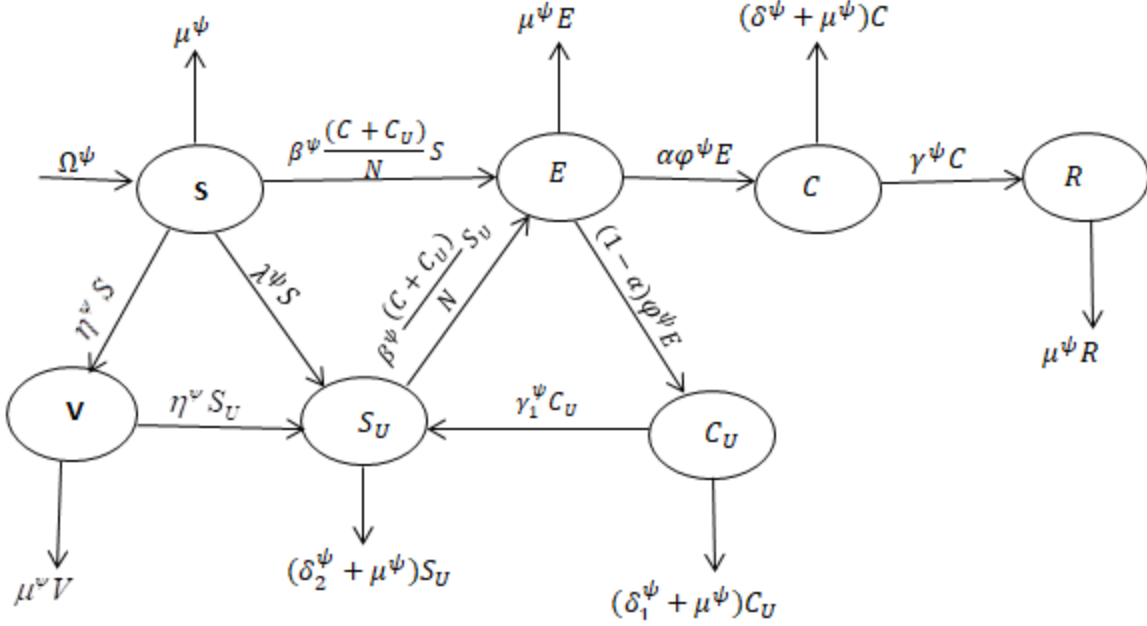 μ^ψ
μ^ψ E
(δ^ψ + μ^ψ)C
Ω^ψ
S
β^ψ (C + C_U)/N S
E
αφ^ψ E
C
γ^ψ C
R
η^ψ S
λ^ψ S
β^ψ (C + C_U)/N S_U
(1 − α)φ^ψ E
μ^ψ R
V
η^ψ S_U
S_U
γ_1^ψ C_U
C_U
μ^ψ V
(δ_2^ψ + μ^ψ)S_U
(δ_1^ψ + μ^ψ)C_U